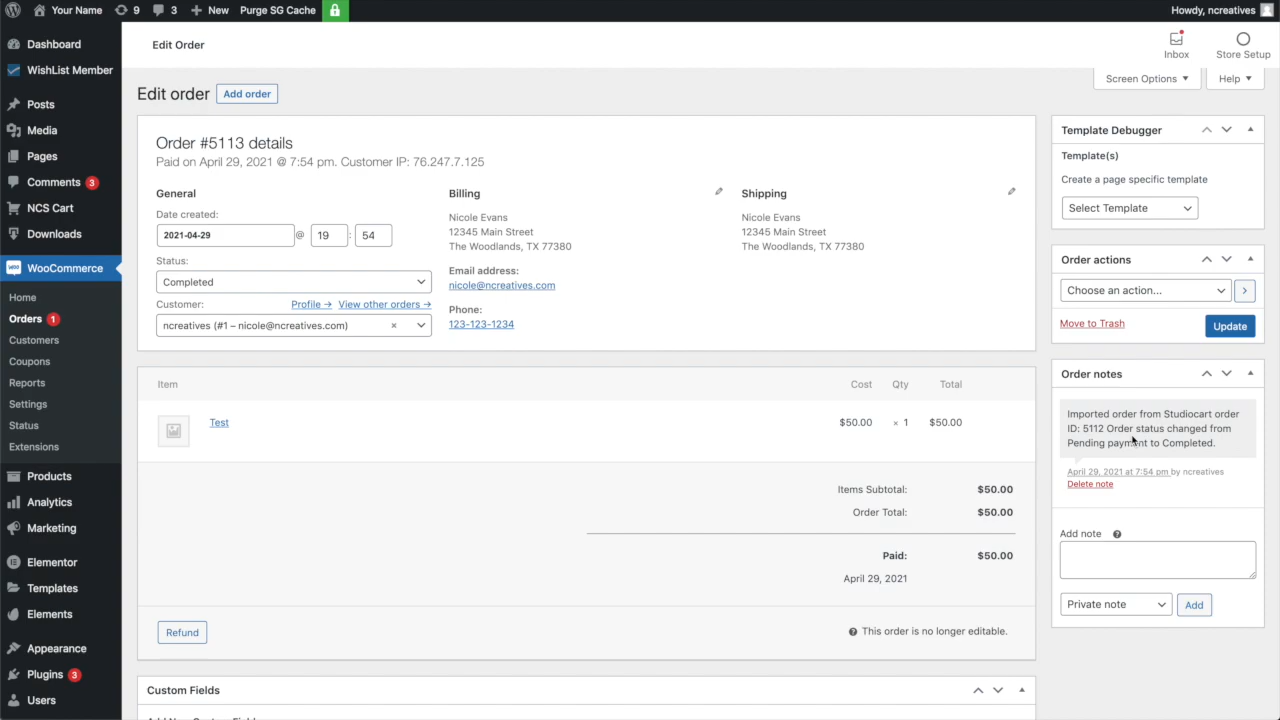 Your Name 9 3 New Purge SG Cache Howdy, ncreatives
Dashboard
WishList Member
Posts
Media
Pages
Comments 3
NCS Cart
Downloads
WooCommerce
Home
Orders 1
Customers
Coupons
Reports
Settings
Status
Extensions
Products
Analytics
Marketing
Elementor
Templates
Elements
Appearance
Plugins 3
Users
Edit Order
Inbox
Store Setup
Screen Options
Help
Edit order Add order
Order #5113 details
Paid on April 29, 2021 @ 7:54 pm. Customer IP: 76.247.7.125
General
Date created:
2021-04-29 @ 19 : 54
Status:
Completed
Customer: Profile → View other orders →
ncreatives (#1 – nicole@ncreatives.com) ×
Billing
Nicole Evans
12345 Main Street
The Woodlands, TX 77380
Email address:
nicole@ncreatives.com
Phone:
123-123-1234
Shipping
Nicole Evans
12345 Main Street
The Woodlands, TX 77380
Item Cost Qty Total
Test $50.00 × 1 $50.00
Items Subtotal: $50.00
Order Total: $50.00
Paid: $50.00
April 29, 2021
Refund
This order is no longer editable.
Custom Fields
Template Debugger
Template(s)
Create a page specific template
Select Template
Order actions
Choose an action...
Move to Trash
Update
Order notes
Imported order from Studiocart order
ID: 5112 Order status changed from
Pending payment to Completed.
April 29, 2021 at 7:54 pm by ncreatives
Delete note
Add note
Private note
Add